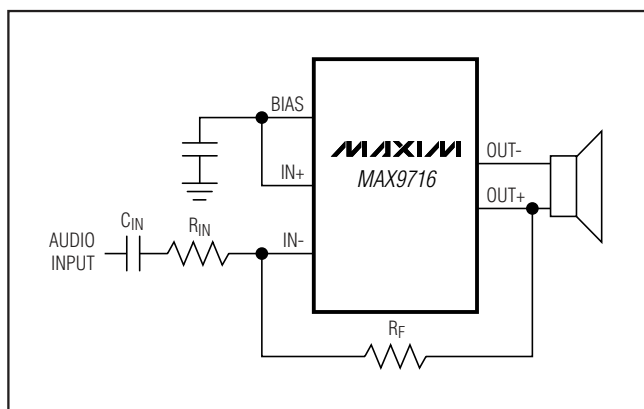 BIAS
MAXIM
MAX9716
IN+
OUT-
OUT+
CIN
RIN
AUDIO
INPUT
IN-
RF